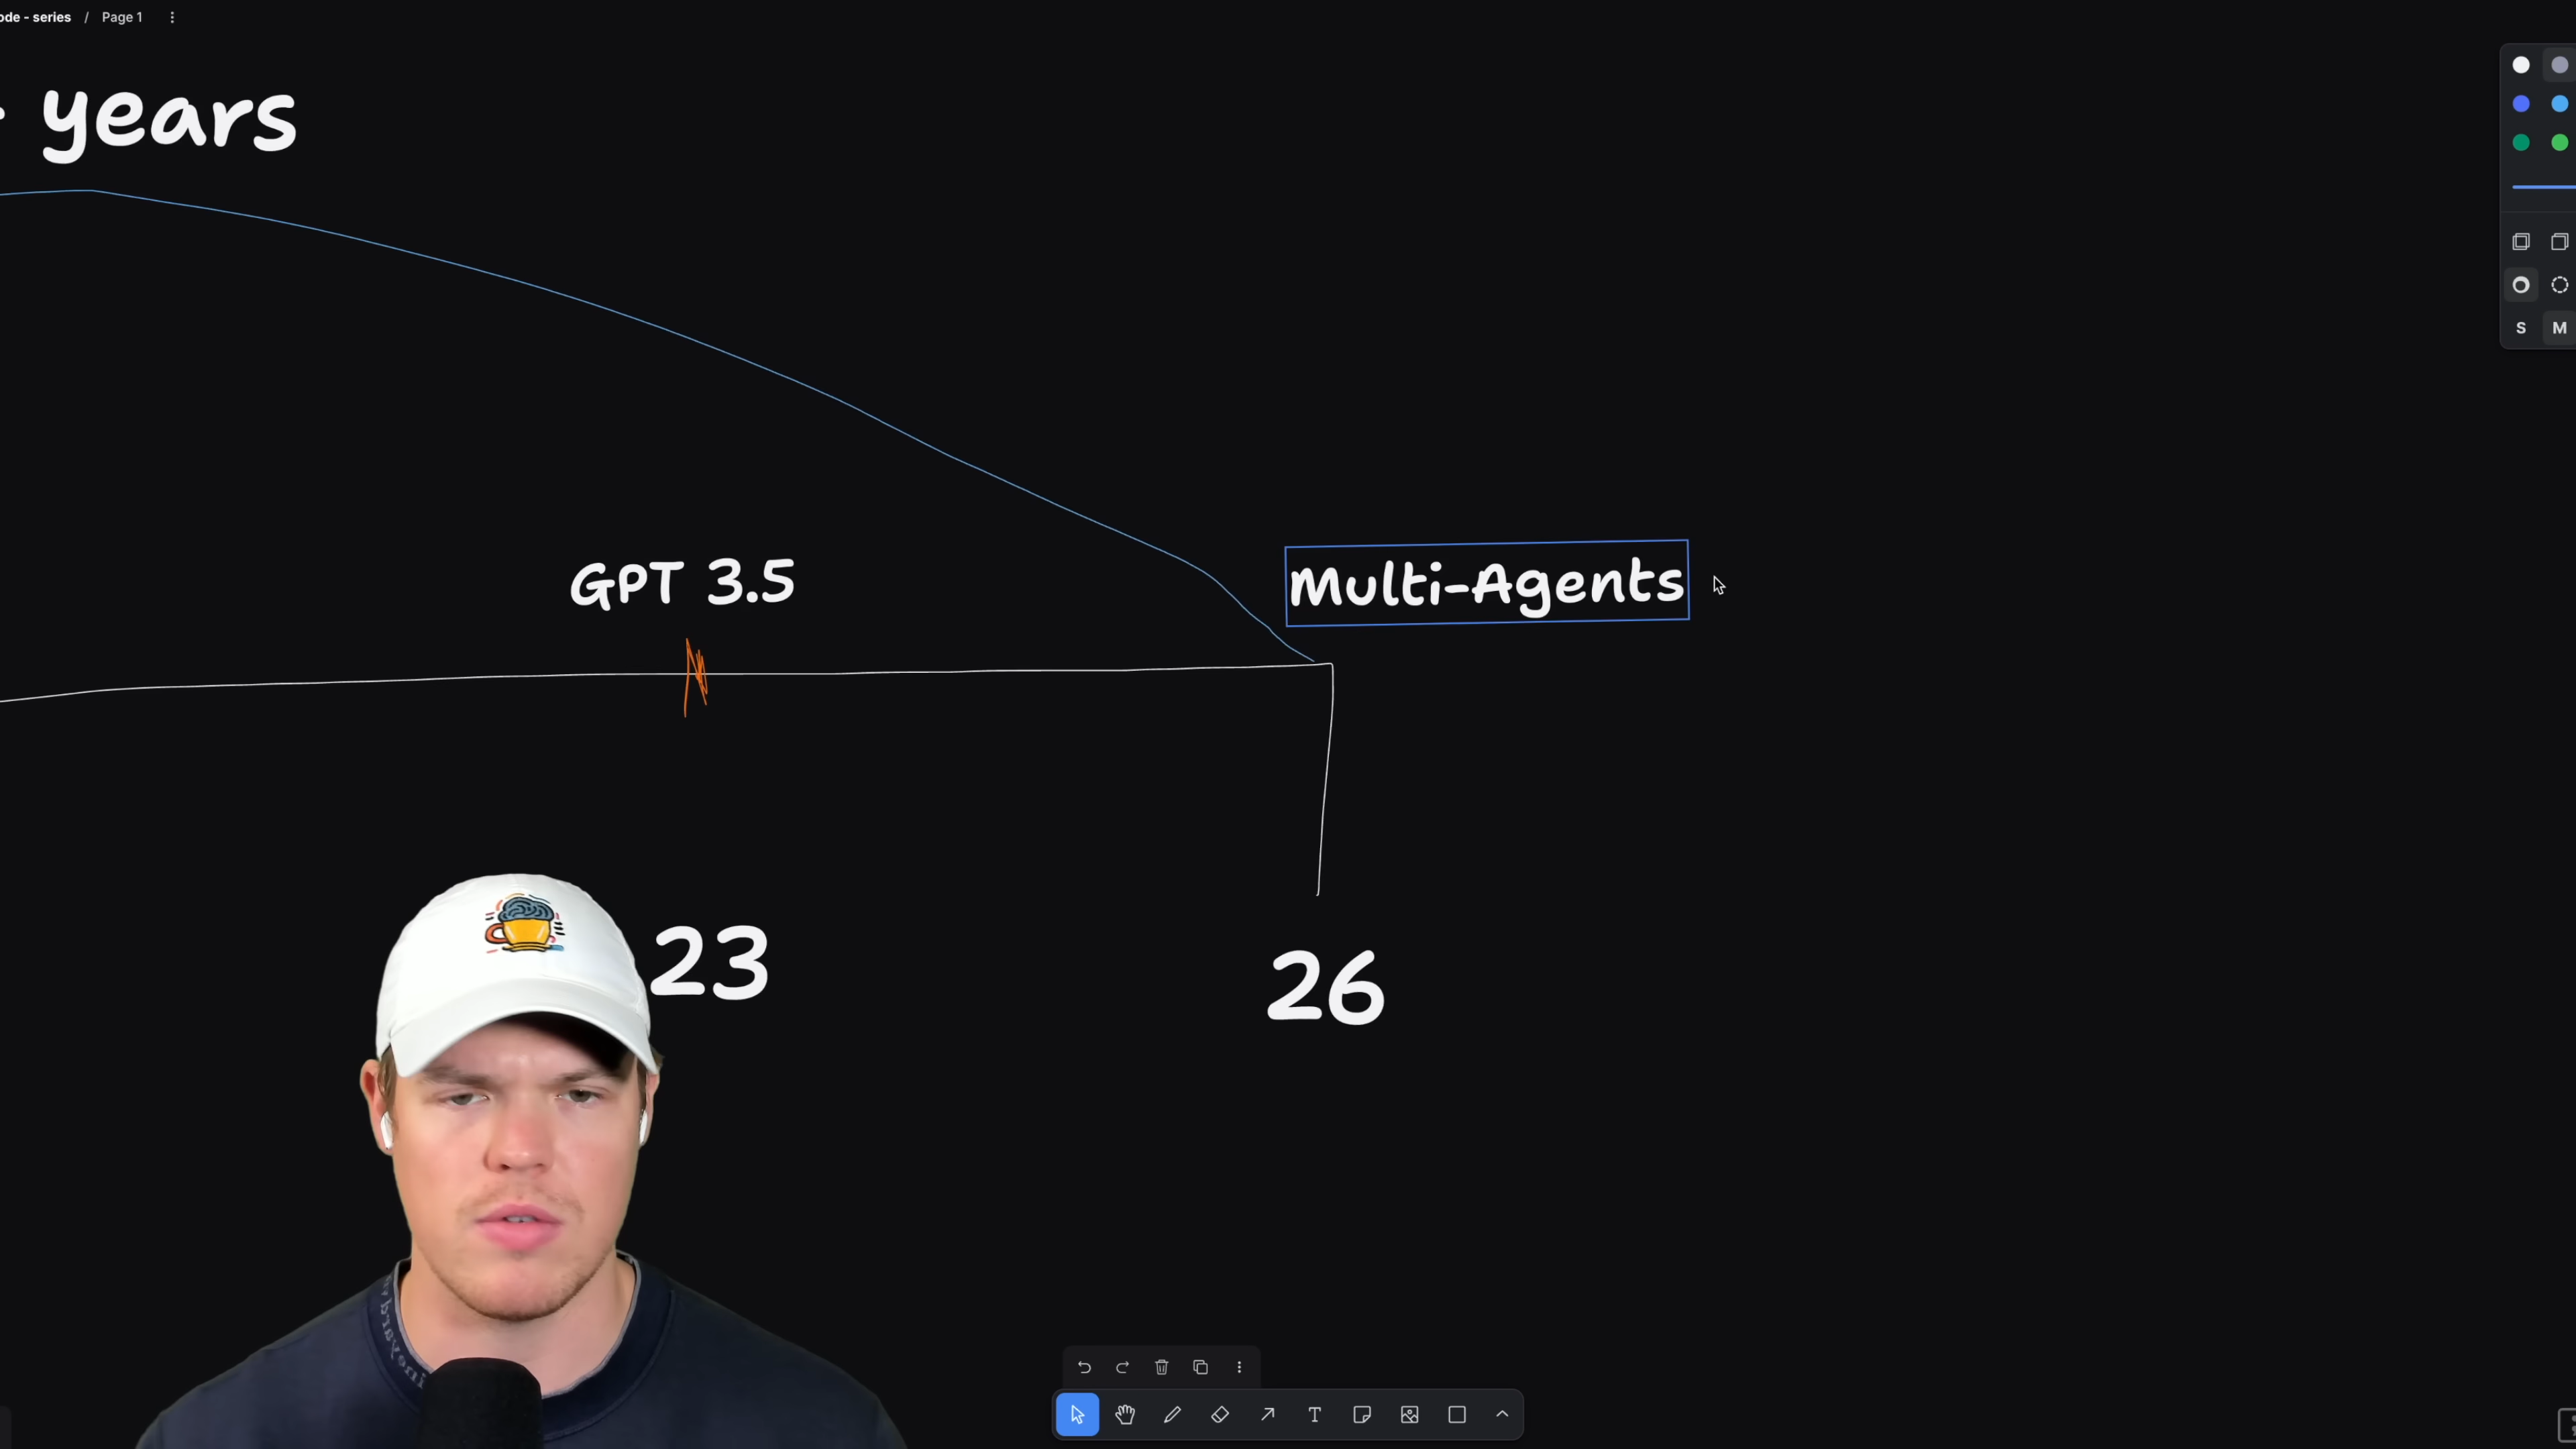 ode - series / Page 1
years
GPT 3.5
Multi-Agents
23
26
S M
T